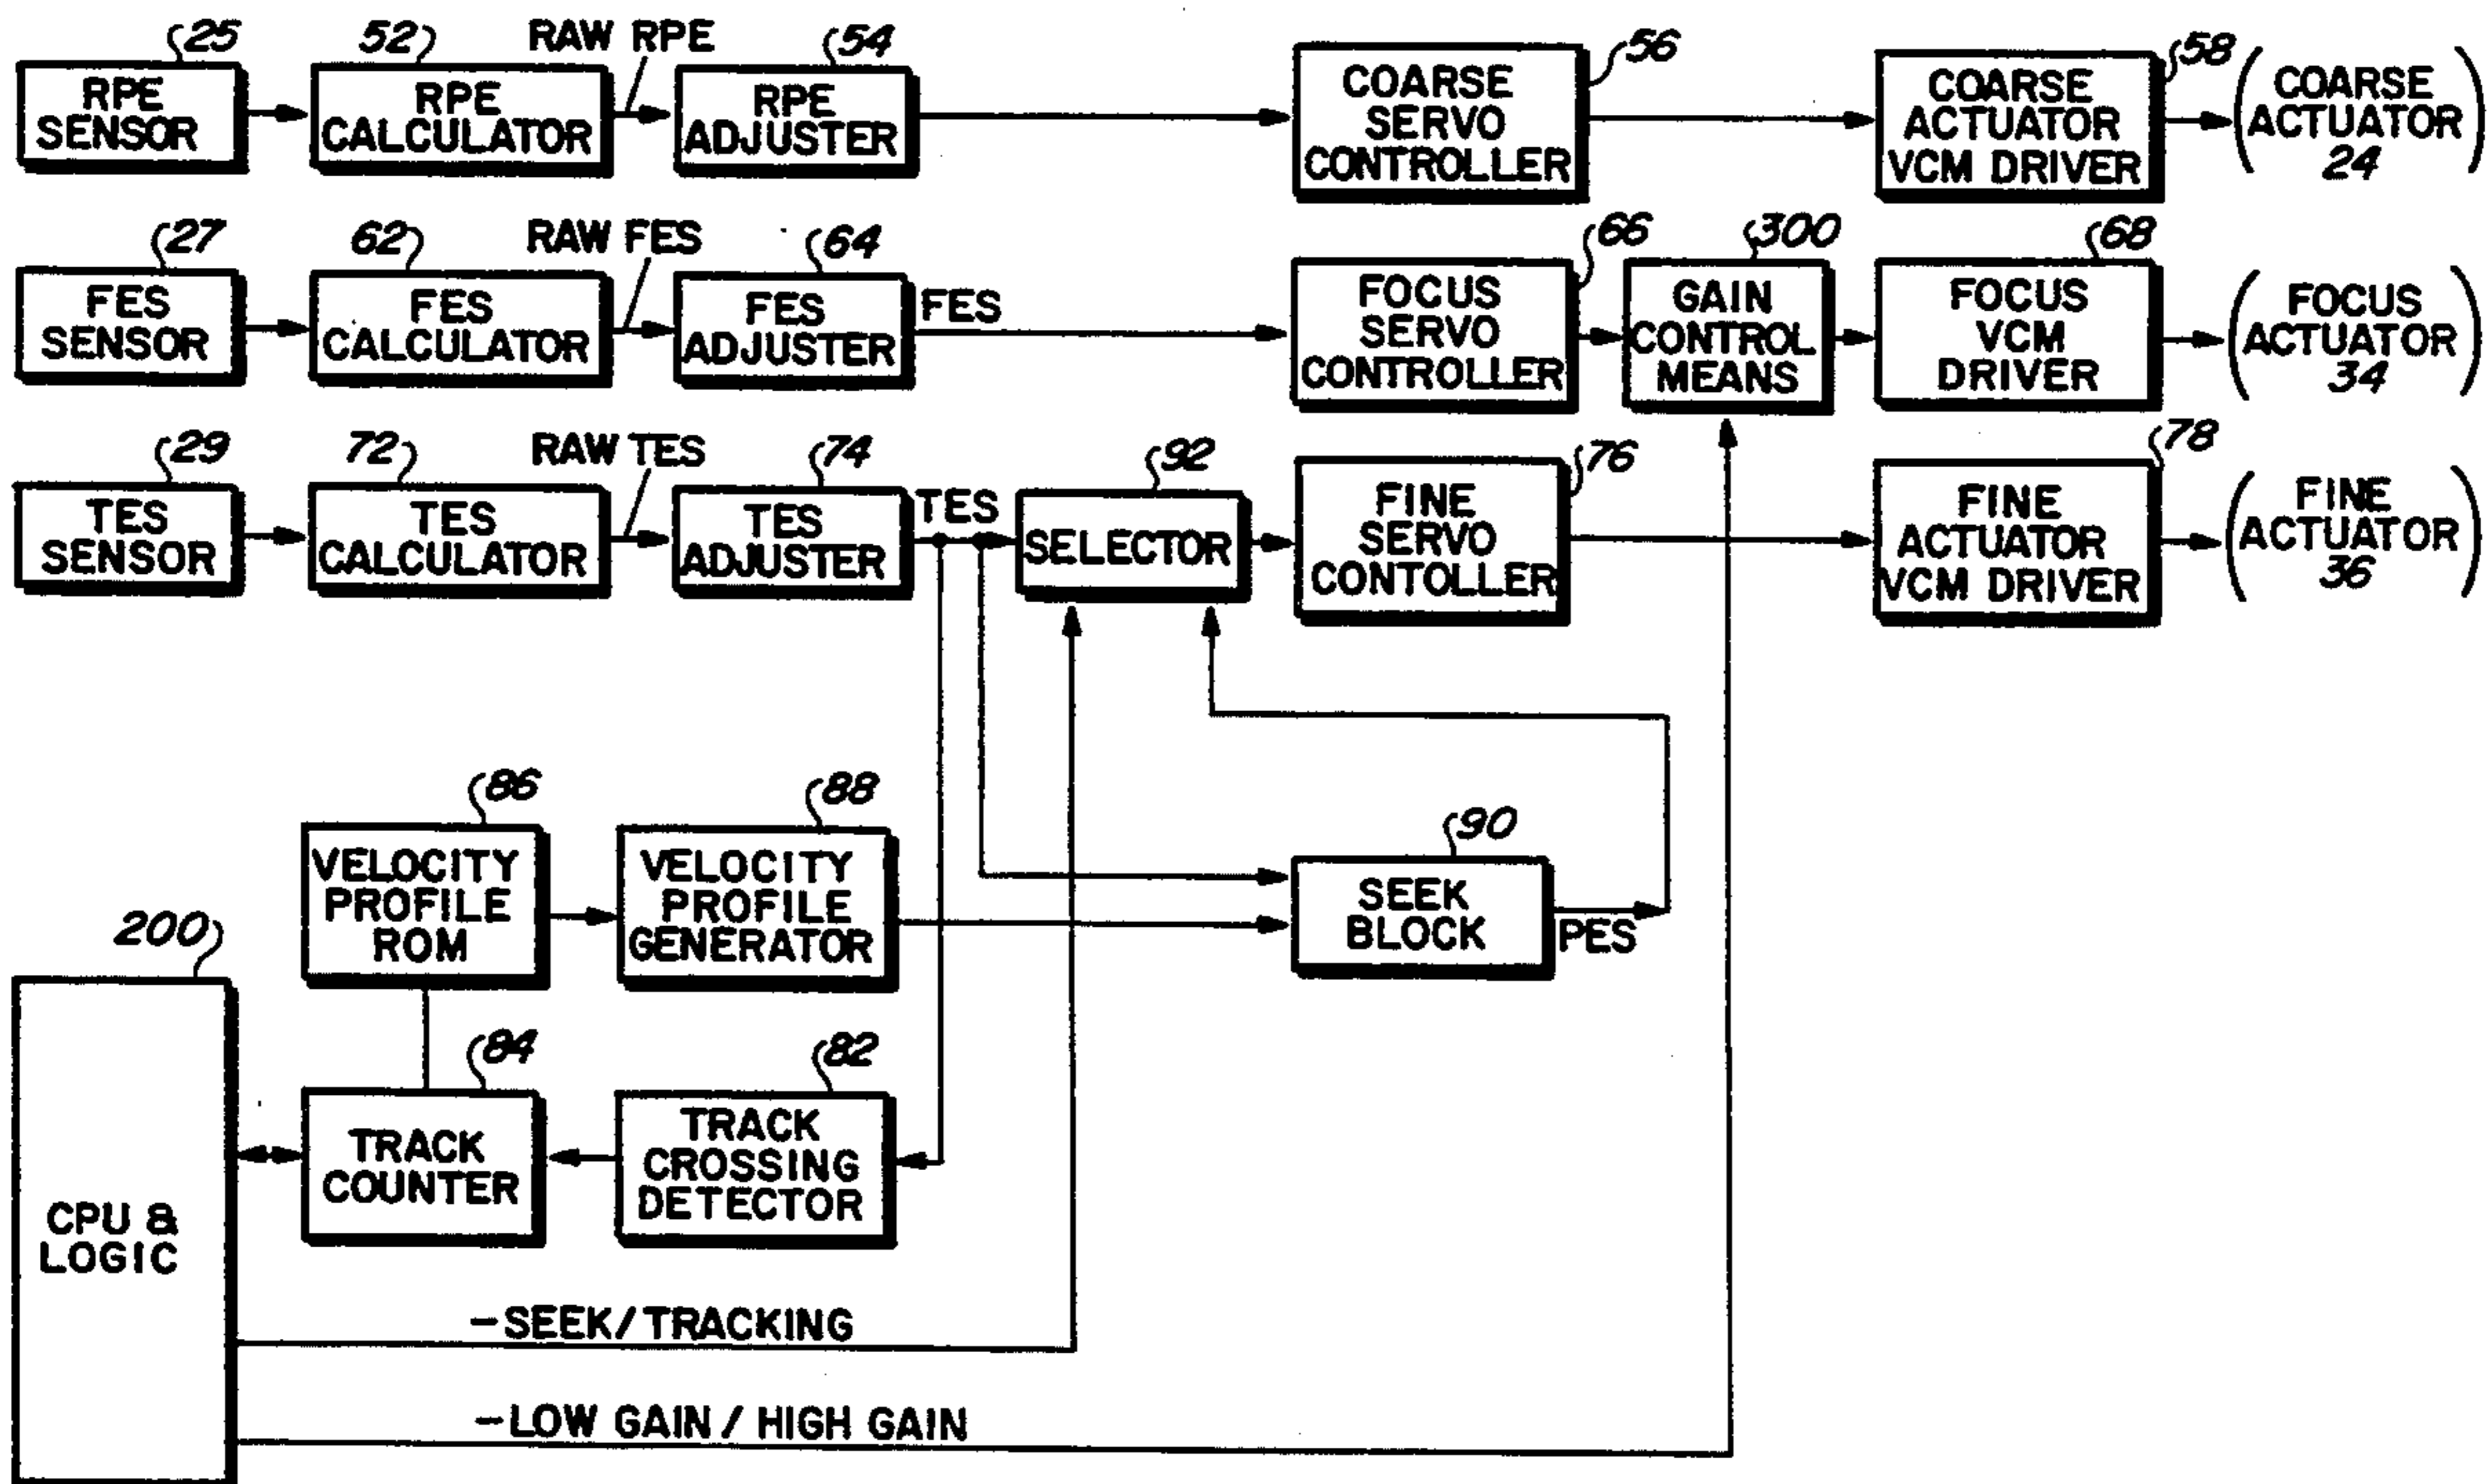 25
RPE
SENSOR
52
RPE
CALCULATOR
RAW RPE
54
RPE
ADJUSTER
56
COARSE
SERVO
CONTROLLER
58
COARSE
ACTUATOR
VCM DRIVER
(COARSE
ACTUATOR)
24
27
FES
SENSOR
62
FES
CALCULATOR
RAW FES
64
FES
ADJUSTER
FES
66
FOCUS
SERVO
CONTROLLER
300
GAIN
CONTROL
MEANS
68
FOCUS
VCM
DRIVER
(FOCUS
ACTUATOR)
34
29
TES
SENSOR
72
TES
CALCULATOR
RAW TES
74
TES
ADJUSTER
TES
92
SELECTOR
76
FINE
SERVO
CONTOLLER
78
FINE
ACTUATOR
VCM DRIVER
(FINE
ACTUATOR)
36
86
VELOCITY
PROFILE
ROM
88
VELOCITY
PROFILE
GENERATOR
90
SEEK
BLOCK
PES
200
CPU &
LOGIC
84
TRACK
COUNTER
82
TRACK
CROSSING
DETECTOR
-SEEK/TRACKING
-LOW GAIN / HIGH GAIN